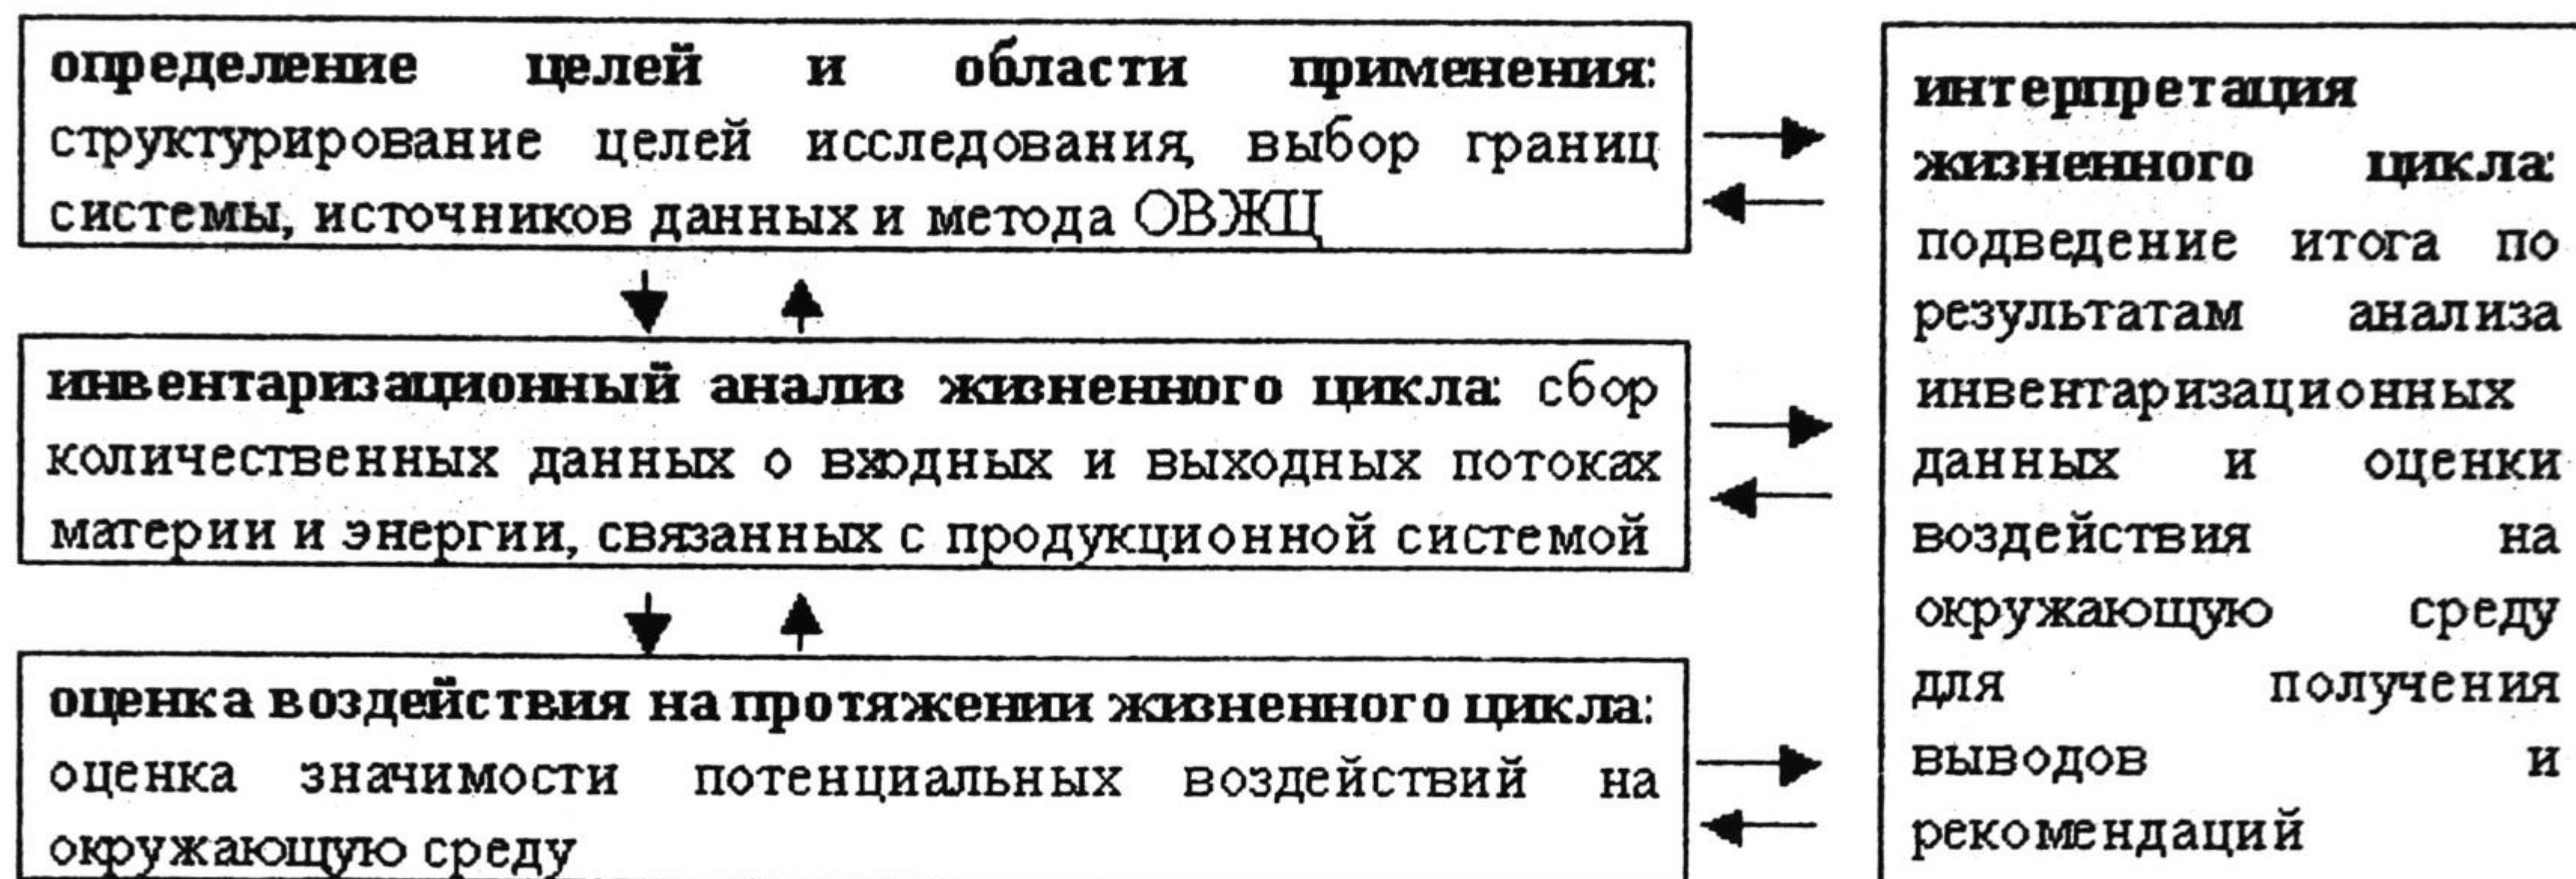 определение целей и области применения:
структурирование целей исследования, выбор границ
системы, источников данных и метода ОВЖЦ
инвентаризационный анализ жизненного цикла: сбор
количественных данных о входных и выходных потоках
материи и энергии, связанных с продукционной системой
оценка воздействия на протяжении жизненного цикла:
оценка значимости потенциальных воздействий на
окружающую среду
интерпретация
жизненного цикла:
подведение итога по
результатам анализа
инвентаризационных
данных и оценки
воздействия на
окружающую среду
для получения
выводов и
рекомендаций